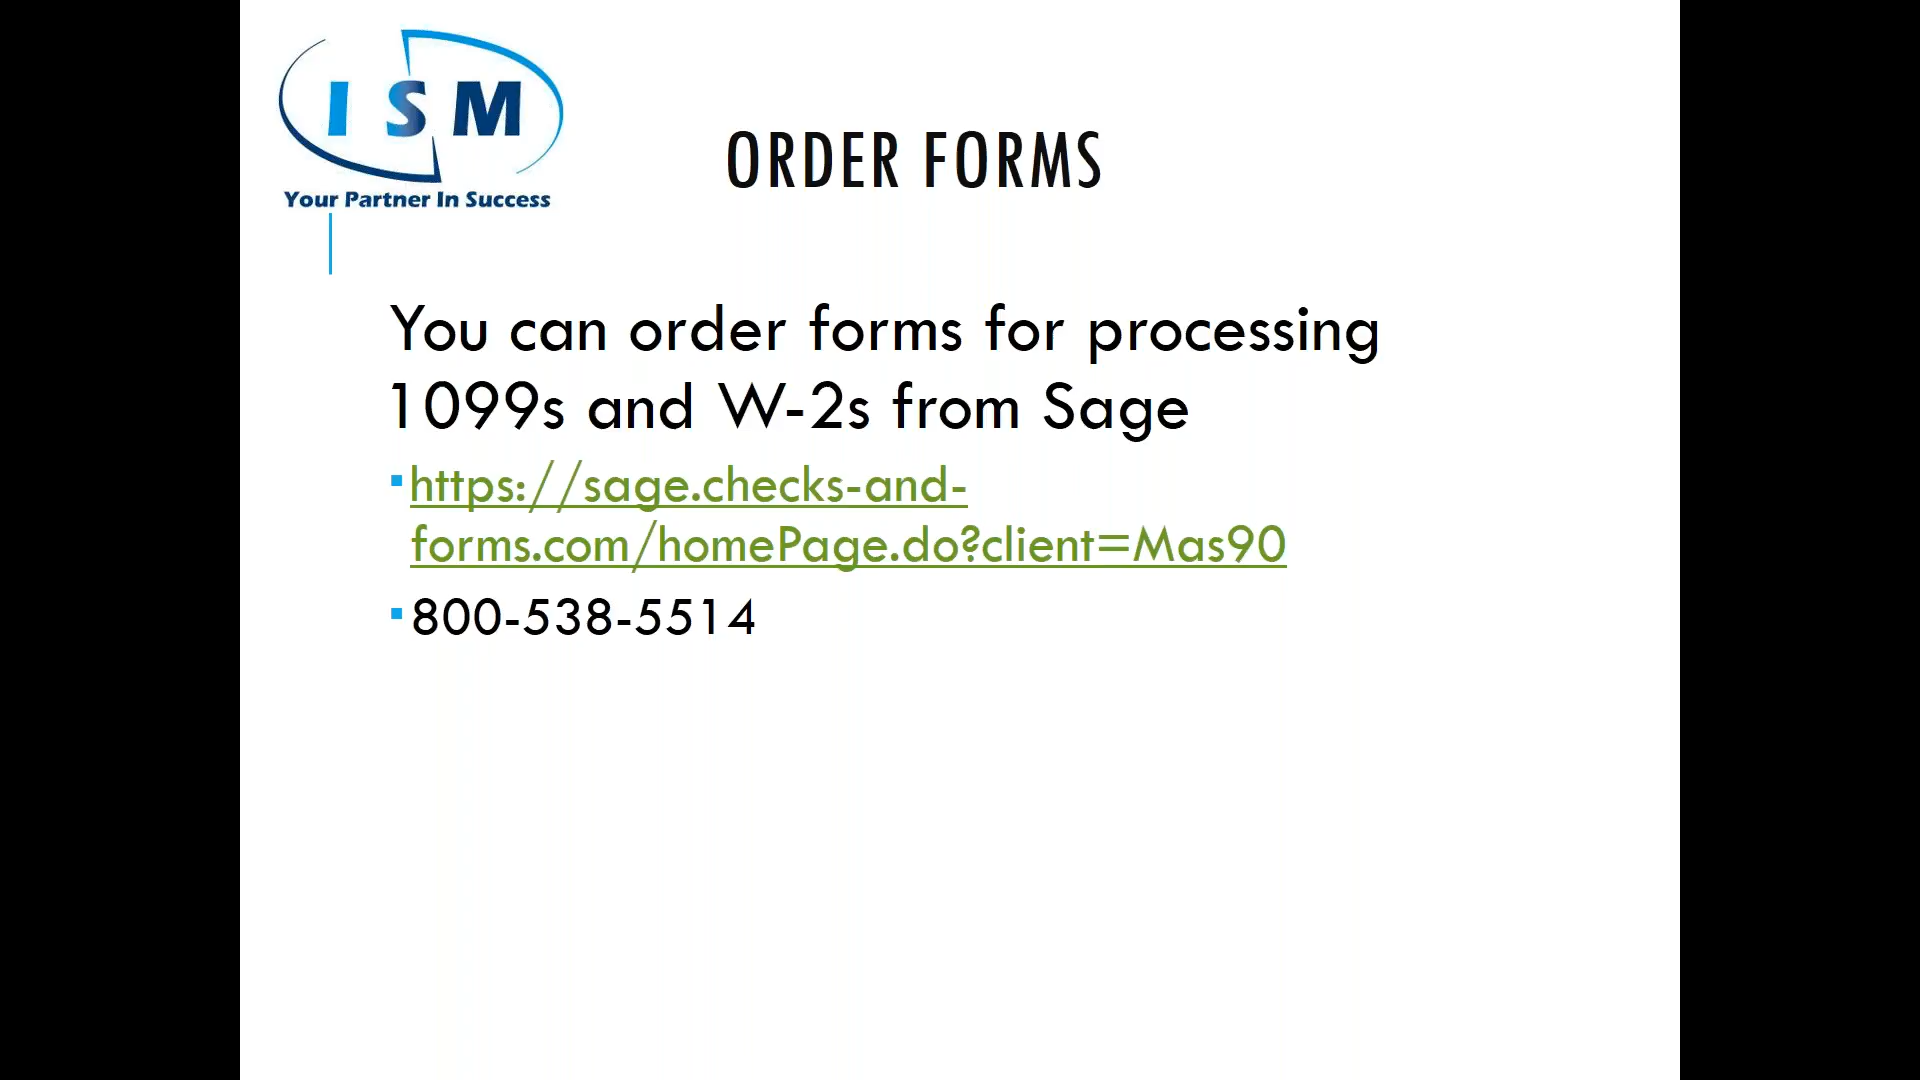 I S M
Your Partner In Success
ORDER FORMS
You can order forms for processing
1099s and W-2s from Sage
https://sage.checks-and-
forms.com/homePage.do?client=Mas90
800-538-5514